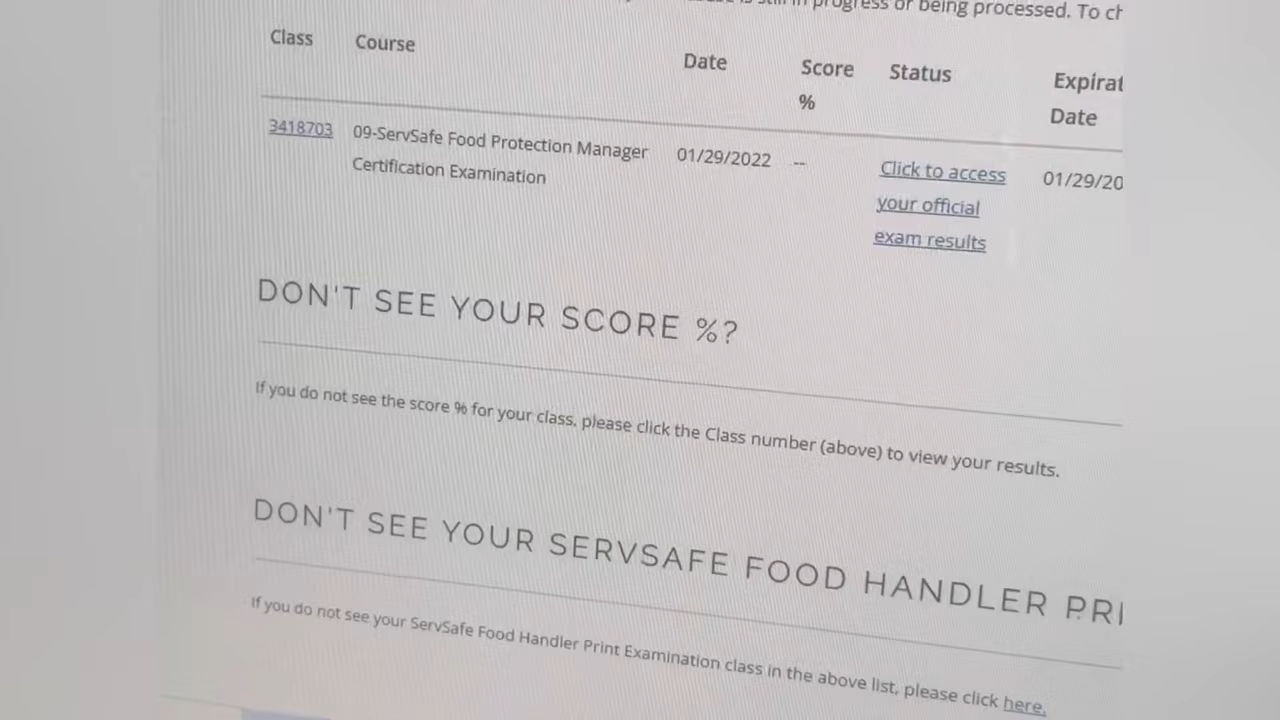 progress or being processed. To
Class Course Date Score % Status Expirat Date
3418703 09-ServSafe Food Protection Manager Certification Examination 01/29/2022 -- Click to access your official exam results 01/29/20
DON'T SEE YOUR SCORE %?
If you do not see the score % for your class, please click the Class number (above) to view your results.
DON'T SEE YOUR SERVSAFE FOOD HANDLER PRI
If you do not see your ServSafe Food Handler Print Examination class in the above list, please click here.